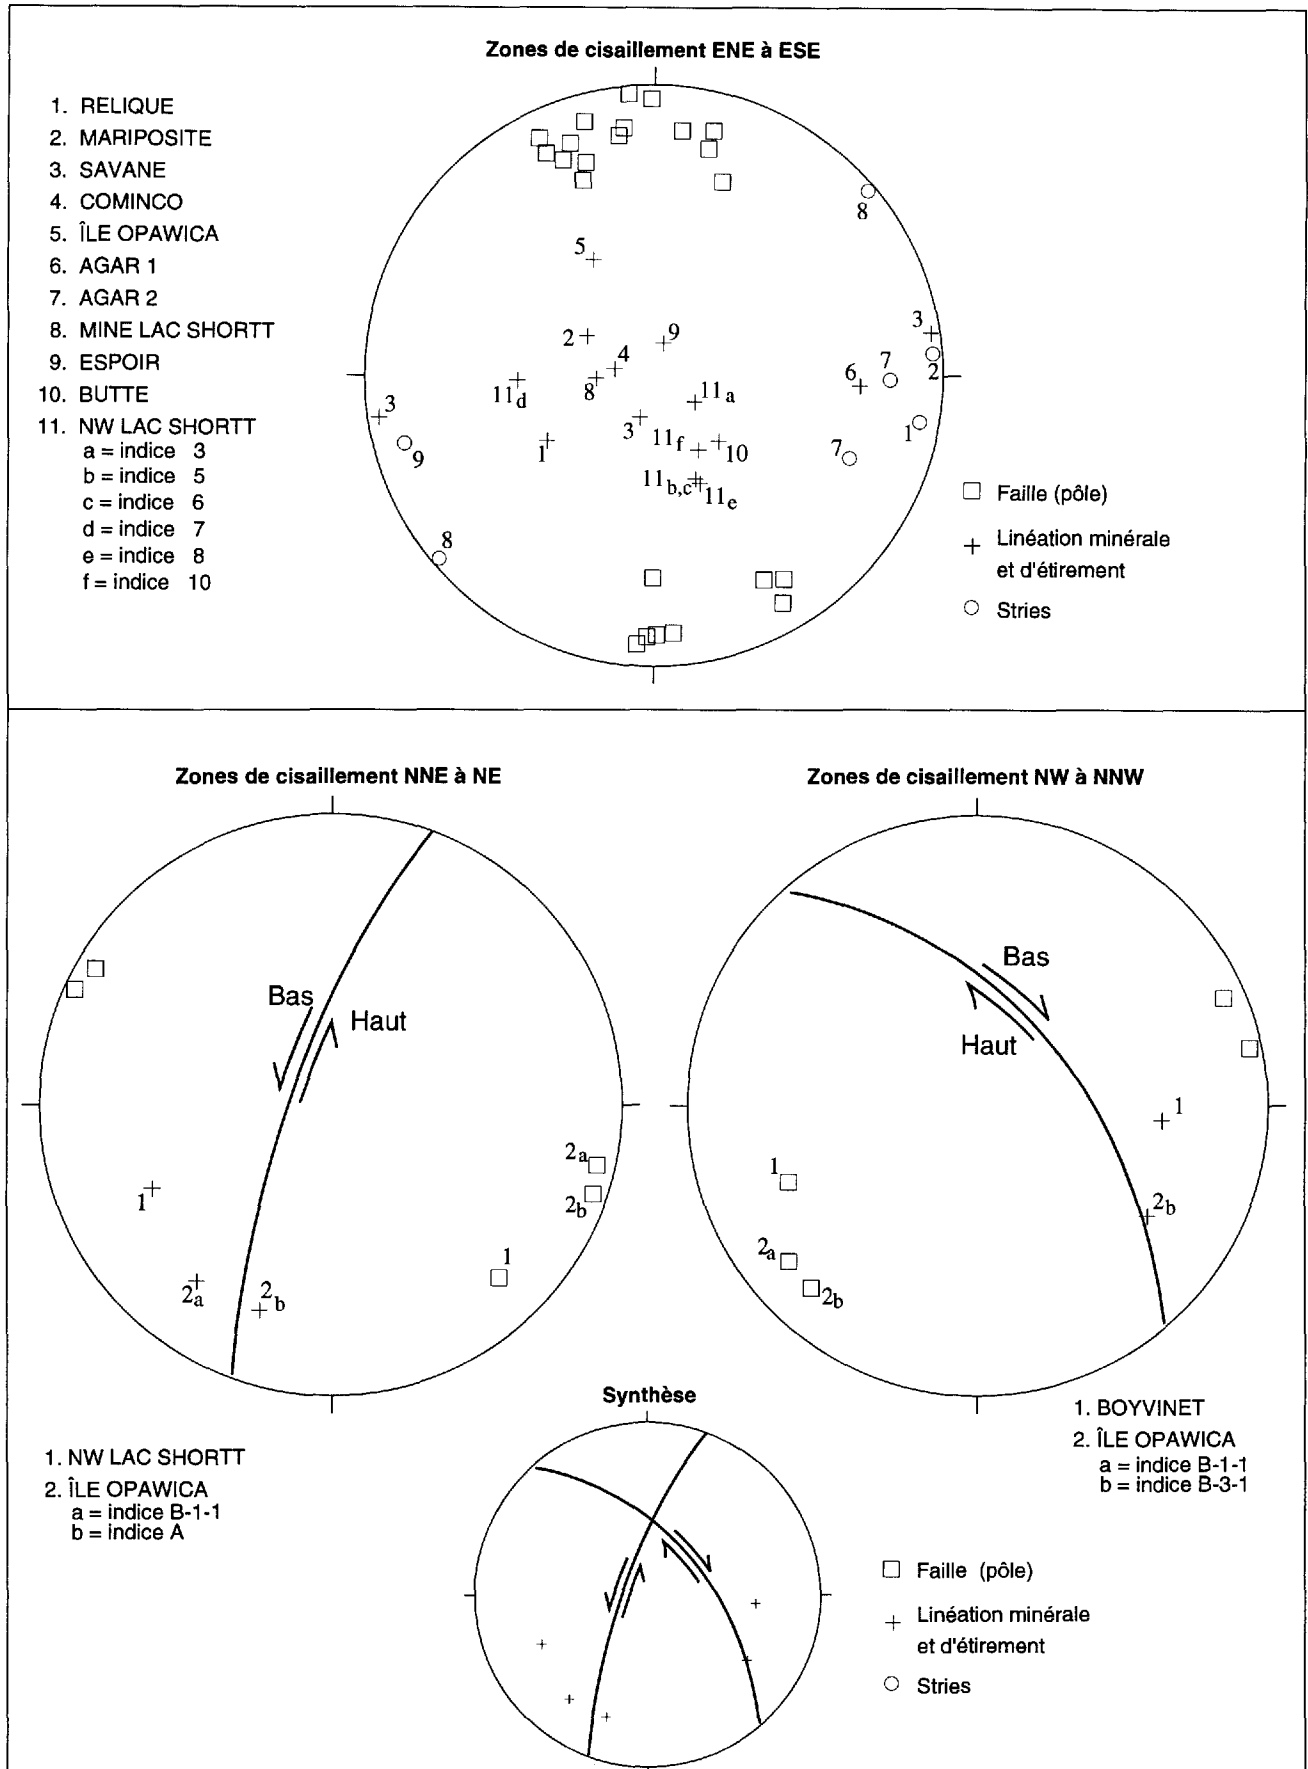 Zones de cisaillement ENE à ESE
1. RELIQUE
2. MARIPOSITE
3. SAVANE
4. COMINCO
5. ÎLE OPAWICA
6. AGAR 1
7. AGAR 2
8. MINE LAC SHORTT
9. ESPOIR
10. BUTTE
11. NW LAC SHORTT
a = indice 3
b = indice 5
c = indice 6
d = indice 7
e = indice 8
f = indice 10
8
5
3
2
9
4
2
7
6
8
11d
11a
3
3
11f
10
1
9
7
1
11b,c
11e
8
Faille (pôle)
Linéation minérale
et d'étirement
Stries
Zones de cisaillement NNE à NE
Bas
Haut
2a
2b
1
1
2a
2b
1. NW LAC SHORTT
2. ÎLE OPAWICA
a = indice B-1-1
b = indice A
Zones de cisaillement NW à NNW
Bas
Haut
1
1
2b
2a
2b
1. BOYVINET
2. ÎLE OPAWICA
a = indice B-1-1
b = indice B-3-1
Synthèse
Faille (pôle)
Linéation minérale
et d'étirement
Stries